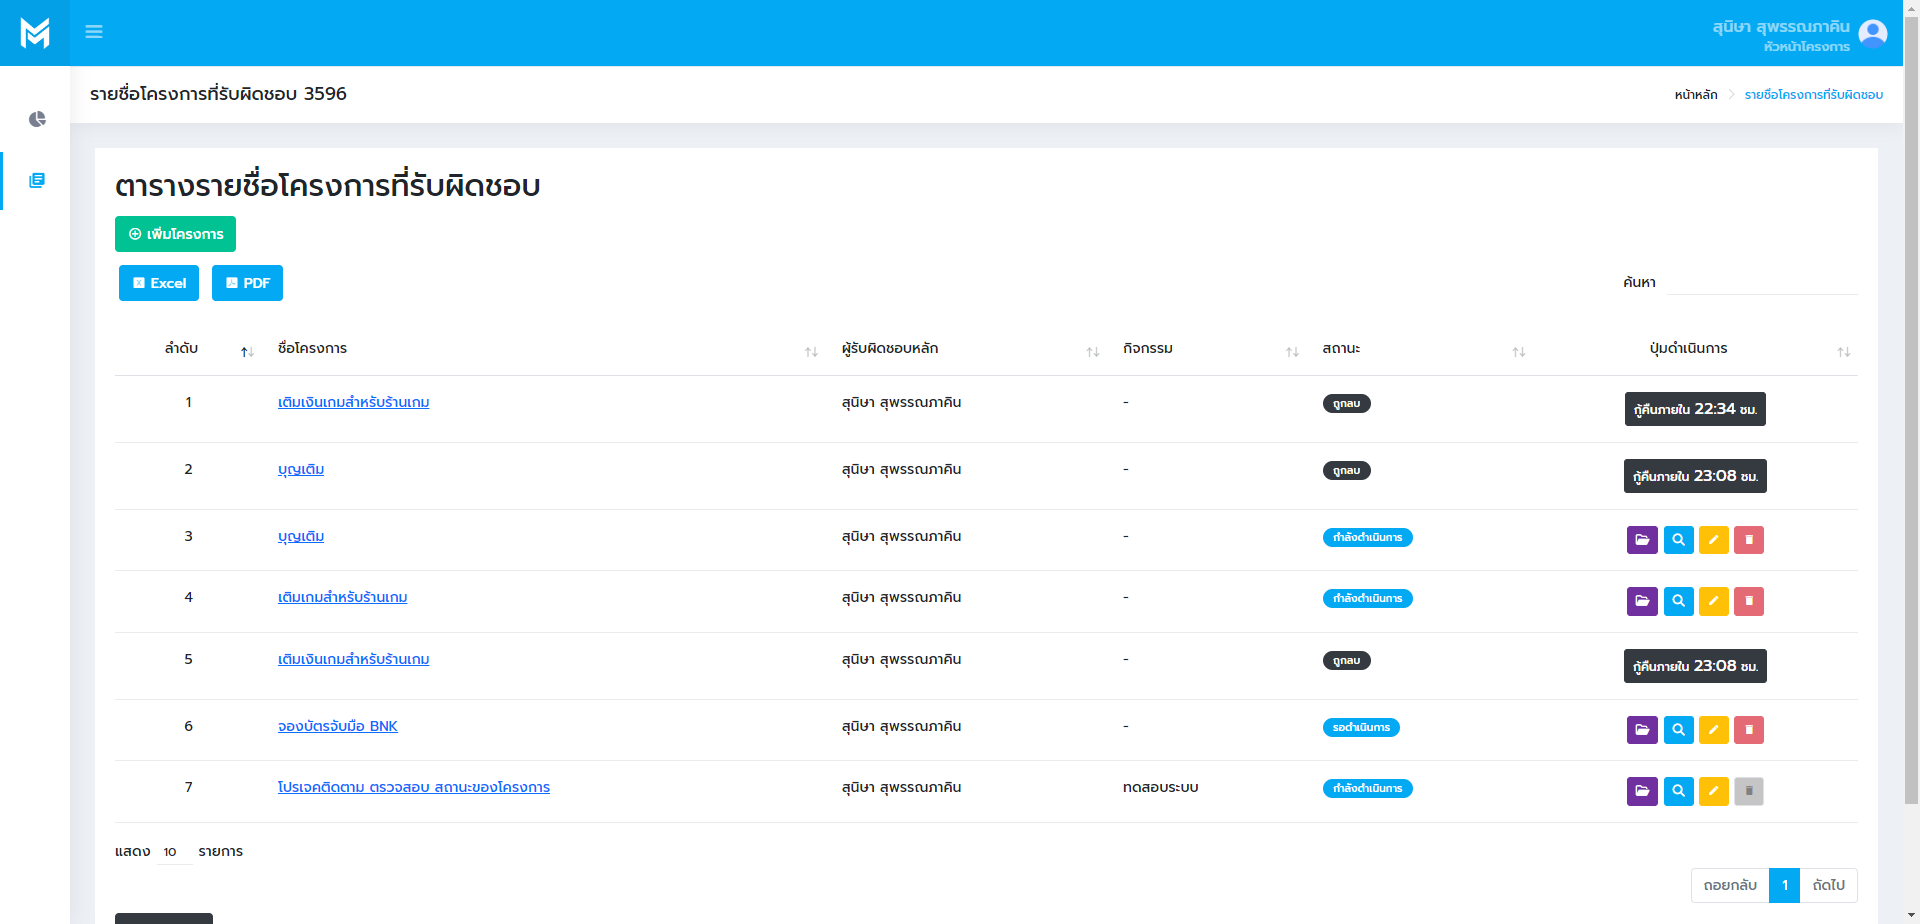 สุนิษา สุพรรณภาคิน
หัวหน้าโครงการ
รายชื่อโครงการที่รับผิดชอบ 3596
หน้าหลัก
รายชื่อโครงการที่รับผิดชอบ
ตารางรายชื่อโครงการที่รับผิดชอบ
เพิ่มโครงการ
Excel PDF
ค้นหา
ลำดับ ชื่อโครงการ ผู้รับผิดชอบหลัก กิจกรรม สถานะ ปุ่มดำเนินการ
1 เติมเงินเกมสำหรับร้านเกม สุนิษา สุพรรณภาคิน - ถูกลบ กู้คืนภายใน 22:34 ชม.
2 บุญเติม สุนิษา สุพรรณภาคิน - ถูกลบ กู้คืนภายใน 23:08 ชม.
3 บุญเติม สุนิษา สุพรรณภาคิน - กำลังดำเนินการ
4 เติมเกมสำหรับร้านเกม สุนิษา สุพรรณภาคิน - กำลังดำเนินการ
5 เติมเงินเกมสำหรับร้านเกม สุนิษา สุพรรณภาคิน - ถูกลบ กู้คืนภายใน 23:08 ชม.
6 จองบัตรจับมือ BNK สุนิษา สุพรรณภาคิน - รอดำเนินการ
7 โปรเจคติดตาม ตรวจสอบ สถานะของโครงการ สุนิษา สุพรรณภาคิน ทดสอบระบบ กำลังดำเนินการ
แสดง 10 รายการ
ถอยกลับ 1 ถัดไป